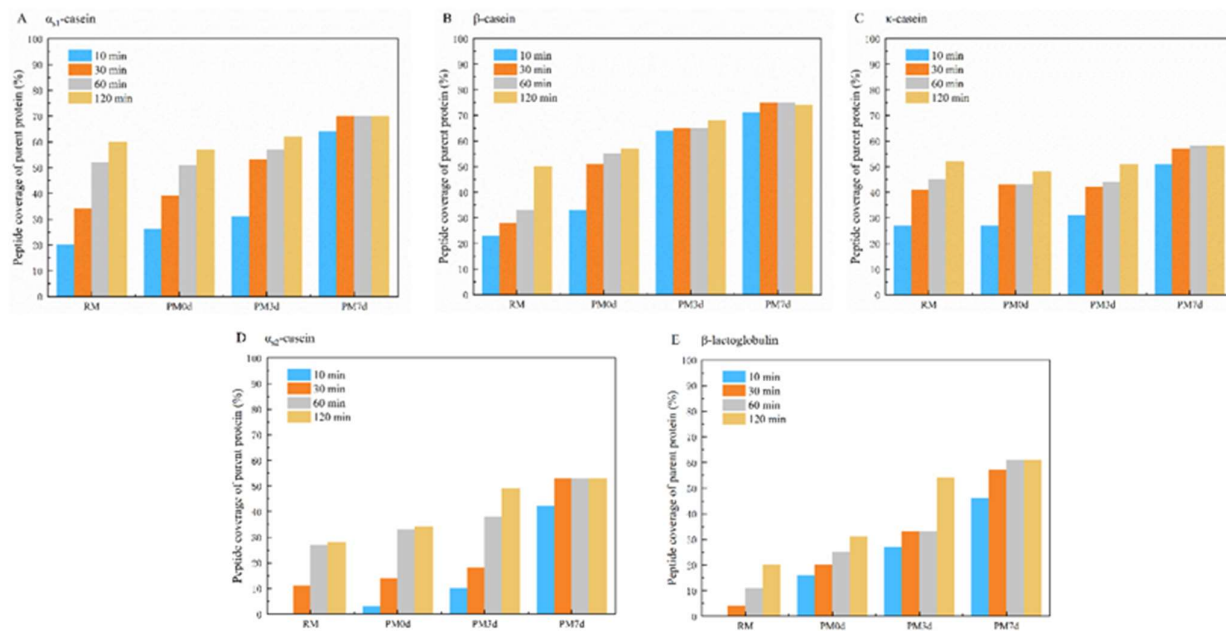 A α_s1-casein
Peptide coverage of parent protein (%)
100
90
80
70
60
50
40
30
20
10
0
10 min
30 min
60 min
120 min
RM PM0d PM3d PM7d
B β-casein
Peptide coverage of parent protein (%)
100
90
80
70
60
50
40
30
20
10
0
10 min
30 min
60 min
120 min
RM PM0d PM3d PM7d
C κ-casein
Peptide coverage of parent protein (%)
100
90
80
70
60
50
40
30
20
10
0
10 min
30 min
60 min
120 min
RM PM0d PM3d PM7d
D α_s2-casein
Peptide coverage of parent protein (%)
100
90
80
70
60
50
40
30
20
10
0
10 min
30 min
60 min
120 min
RM PM0d PM3d PM7d
E β-lactoglobulin
Peptide coverage of parent protein (%)
100
90
80
70
60
50
40
30
20
10
0
10 min
30 min
60 min
120 min
RM PM0d PM3d PM7d